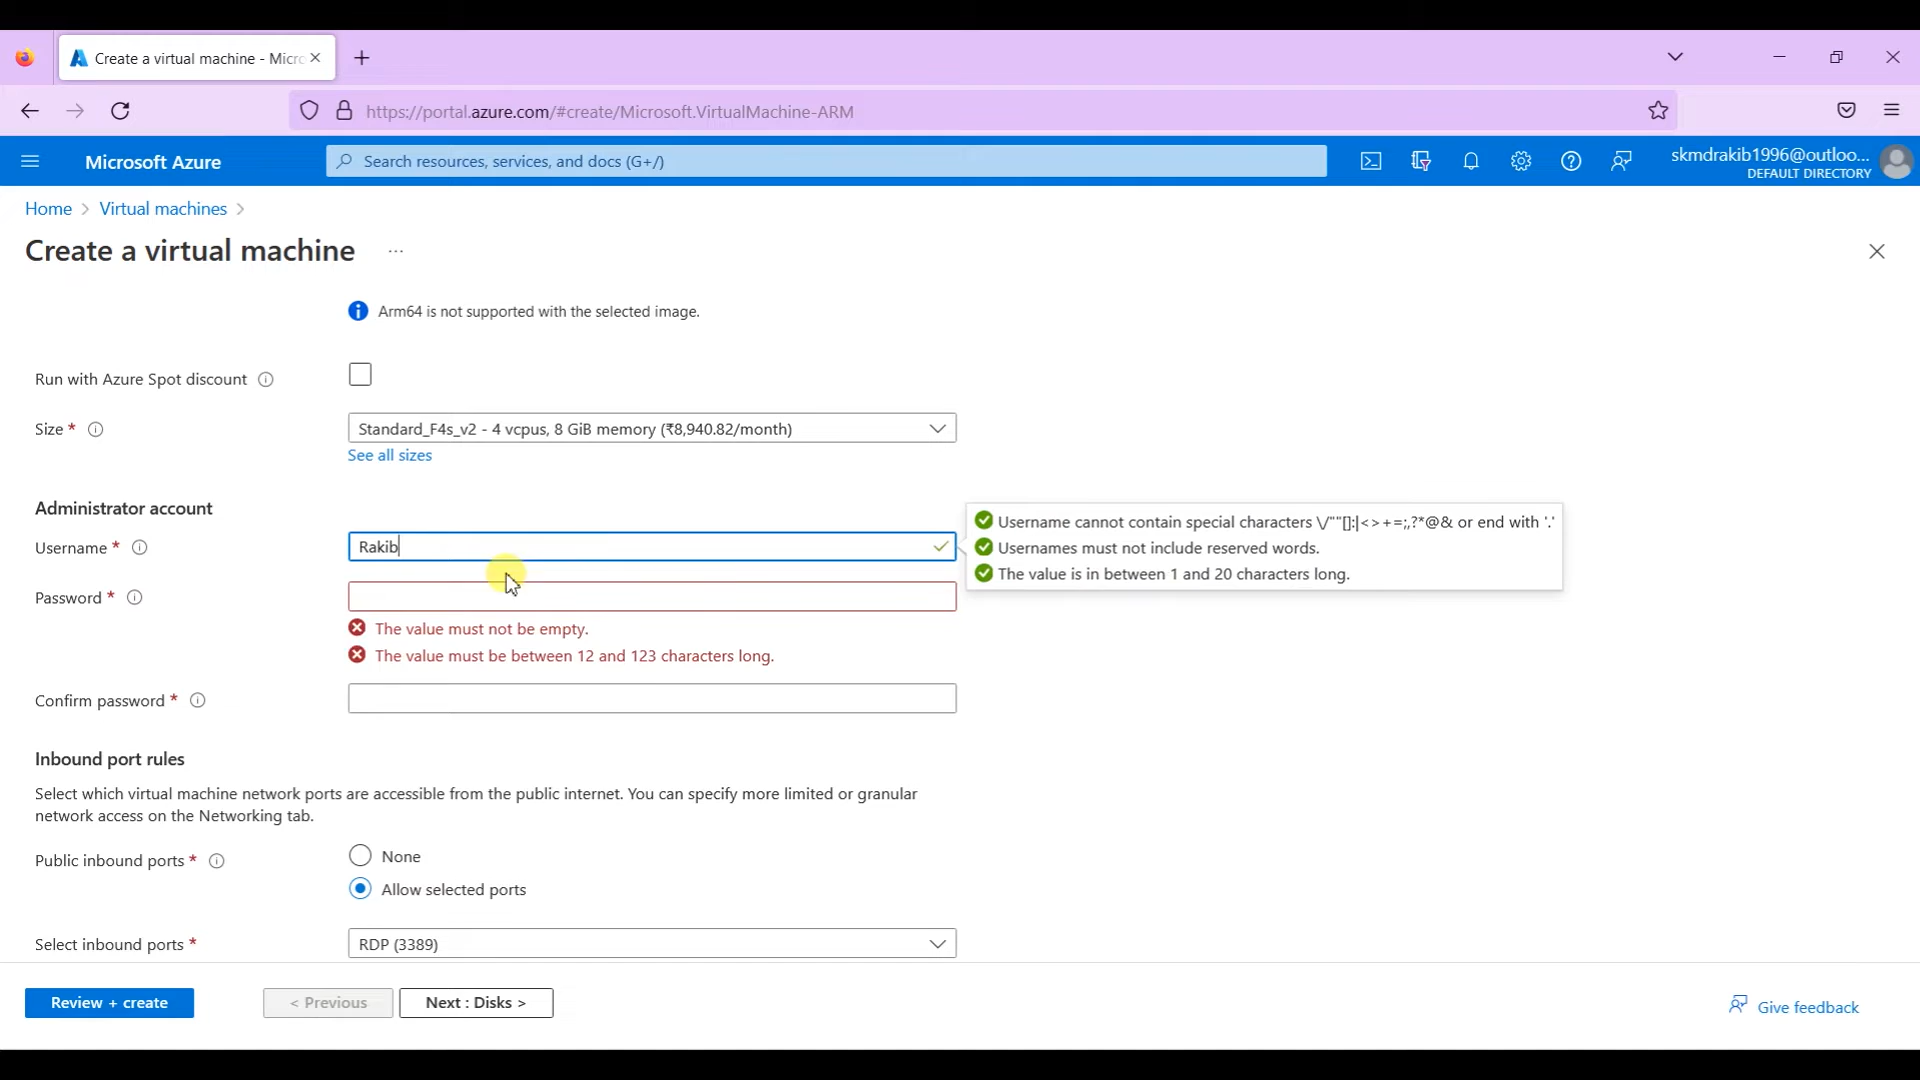 Create a virtual machine - Micro
https://portal.azure.com/#create/Microsoft.VirtualMachine-ARM
Microsoft Azure
Search resources, services, and docs (G+/)
skmdrakib1996@outloo...
DEFAULT DIRECTORY
Home > Virtual machines >
Create a virtual machine ...
Arm64 is not supported with the selected image.
Run with Azure Spot discount
Size *
Standard_F4s_v2 - 4 vcpus, 8 GiB memory (₹8,940.82/month)
See all sizes
Administrator account
Username *
Rakib
Username cannot contain special characters \/""[]:|<>+=;,?*@& or end with '.'
Usernames must not include reserved words.
The value is in between 1 and 20 characters long.
Password *
The value must not be empty.
The value must be between 12 and 123 characters long.
Confirm password *
Inbound port rules
Select which virtual machine network ports are accessible from the public internet. You can specify more limited or granular
network access on the Networking tab.
Public inbound ports *
None
Allow selected ports
Select inbound ports *
RDP (3389)
Review + create
< Previous
Next : Disks >
Give feedback